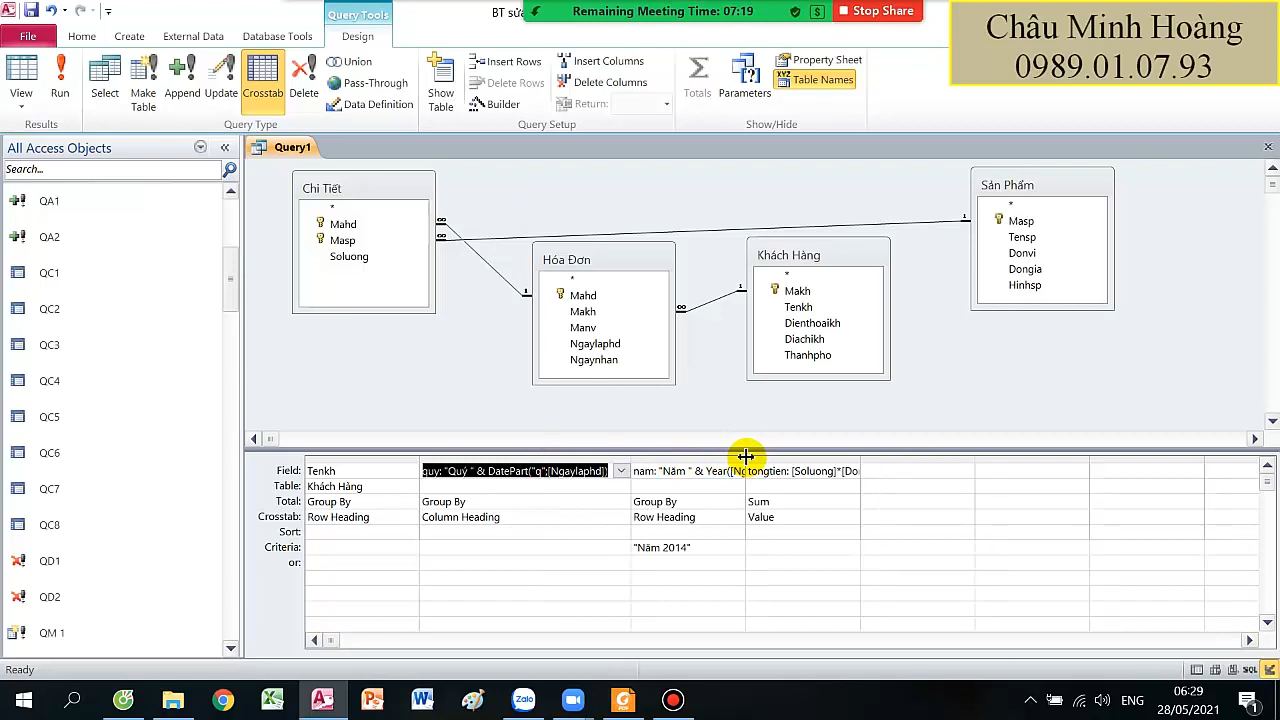 Query Tools
BT sửa
Remaining Meeting Time: 07:19
$
Stop Share
Châu Minh Hoàng
0989.01.07.93
File
Home
Create
External Data
Database Tools
Design
View
Run
Select
Make Table
Append
Update
Crosstab
Delete
Union
Pass-Through
Data Definition
Show Table
Insert Rows
Delete Rows
Builder
Insert Columns
Delete Columns
Return:
Totals
Parameters
Property Sheet
Table Names
Results
Query Type
Query Setup
Show/Hide
All Access Objects
Search...
QA1
QA2
QC1
QC2
QC3
QC4
QC5
QC6
QC7
QC8
QD1
QD2
QM 1
Query1
Chi Tiết
*
Mahd
Masp
Soluong
Hóa Đơn
*
Mahd
Makh
Manv
Ngaylaphd
Ngaynhan
Khách Hàng
*
Makh
Tenkh
Dienthoaikh
Diachikh
Thanhpho
Sản Phẩm
*
Masp
Tensp
Donvi
Dongia
Hinhsp
Field: Tenkh quy: "Quý " & DatePart("q";[Ngaylaphd]) nam: "Năm " & Year([Ng tongtien: [Soluong]*[Do
Table: Khách Hàng
Total: Group By Group By Group By Sum
Crosstab: Row Heading Column Heading Row Heading Value
Sort:
Criteria: "Năm 2014"
or:
Ready
SQL
Zalo
ENG
06:29
28/05/2021
1